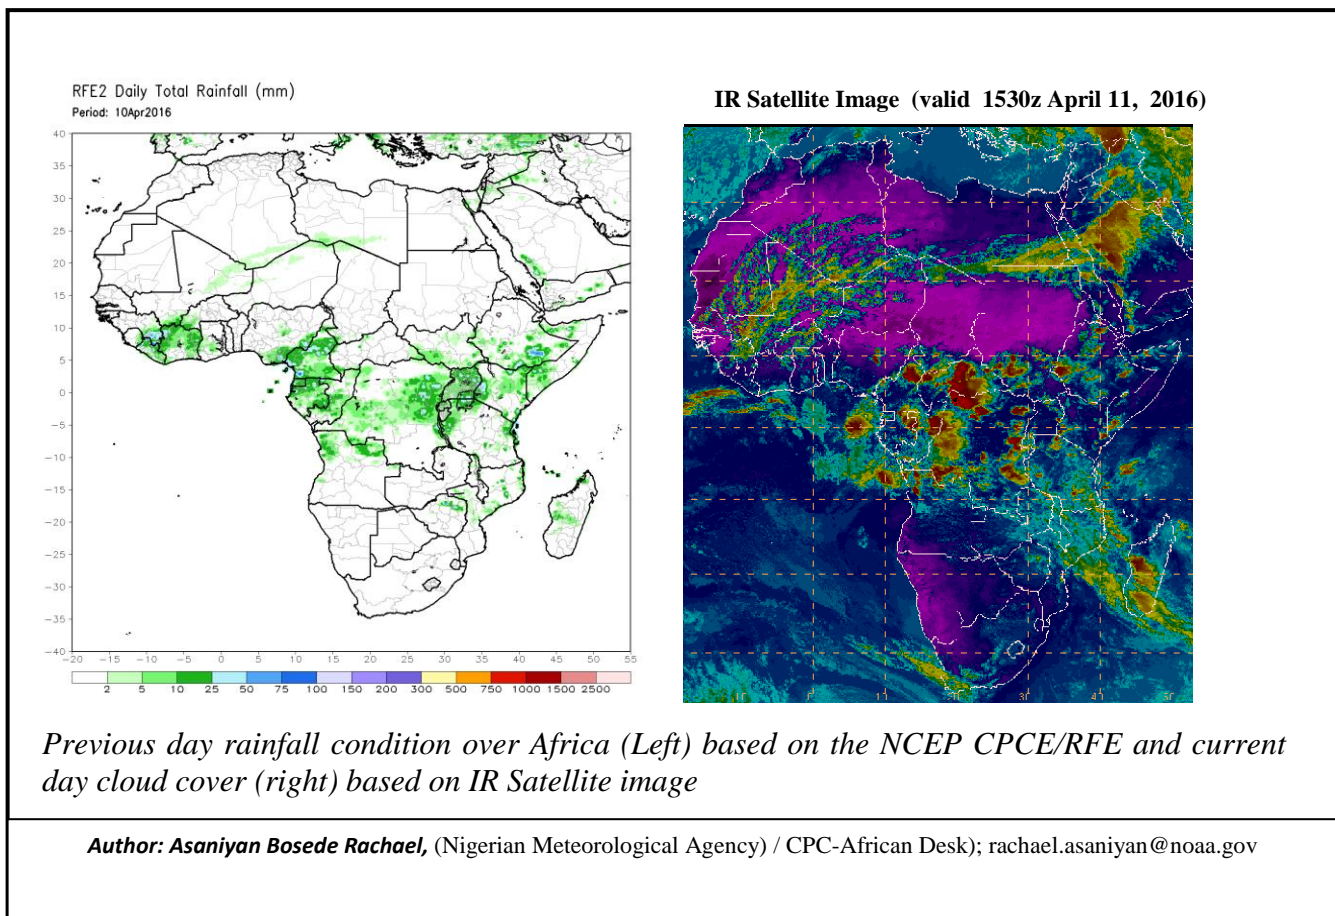 RFE2 Daily Total Rainfall (mm)
Period: 10Apr2016
40
35
30
25
20
15
10
5
0
−5
−10
−15
−20
−25
−30
−35
−40
−20 −15 −10 −5 0 5 10 15 20 25 30 35 40 45 50 55
2 5 10 25 50 75 100 150 200 300 500 750 1000 1500 2500
IR Satellite Image (valid 1530z April 11, 2016)
Previous day rainfall condition over Africa (Left) based on the NCEP CPCE/RFE and current
day cloud cover (right) based on IR Satellite image
Author: Asaniyan Bosede Rachael, (Nigerian Meteorological Agency) / CPC-African Desk); rachael.asaniyan@noaa.gov